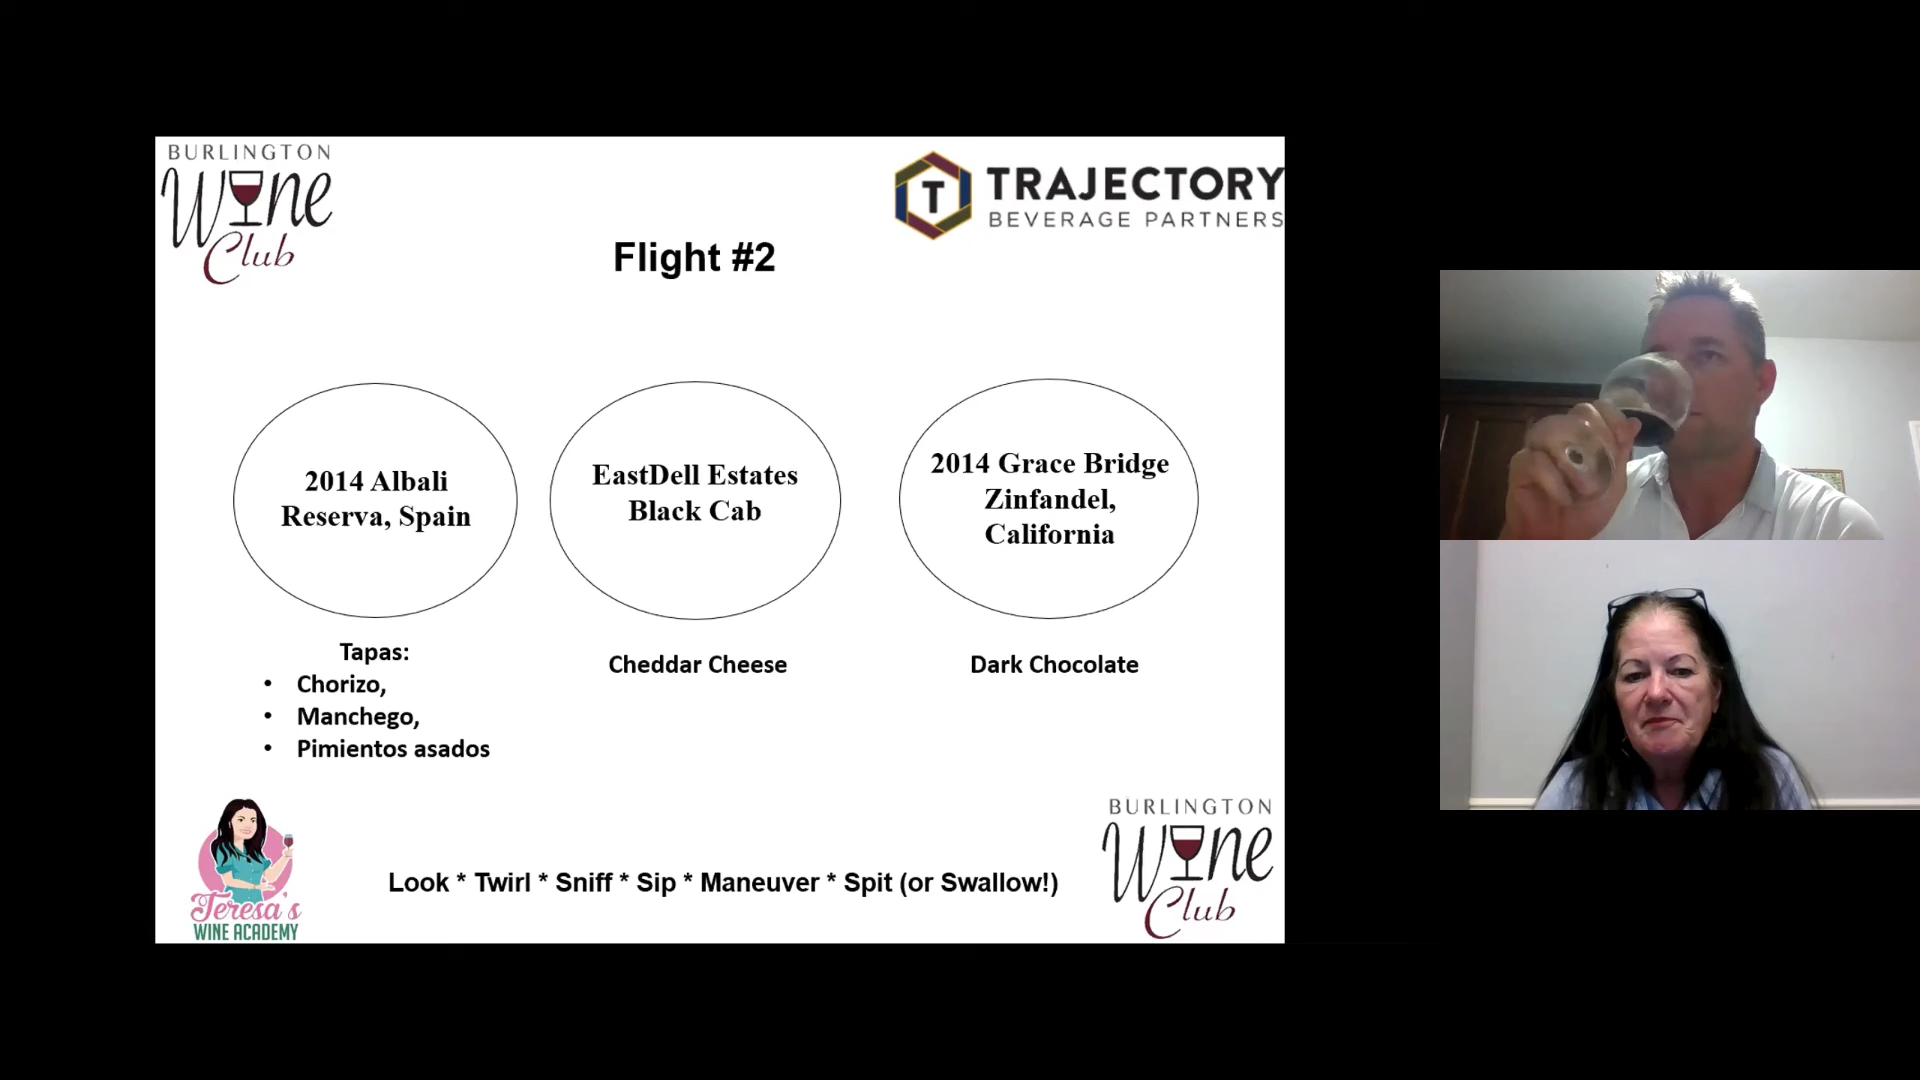 BURLINGTON
Wine
Club
T TRAJECTORY
BEVERAGE PARTNERS
Flight #2
2014 Albali
Reserva, Spain
EastDell Estates
Black Cab
2014 Grace Bridge
Zinfandel,
California
Tapas:
• Chorizo,
• Manchego,
• Pimientos asados
Cheddar Cheese
Dark Chocolate
Teresa's
WINE ACADEMY
Look * Twirl * Sniff * Sip * Maneuver * Spit (or Swallow!)
BURLINGTON
Wine
Club